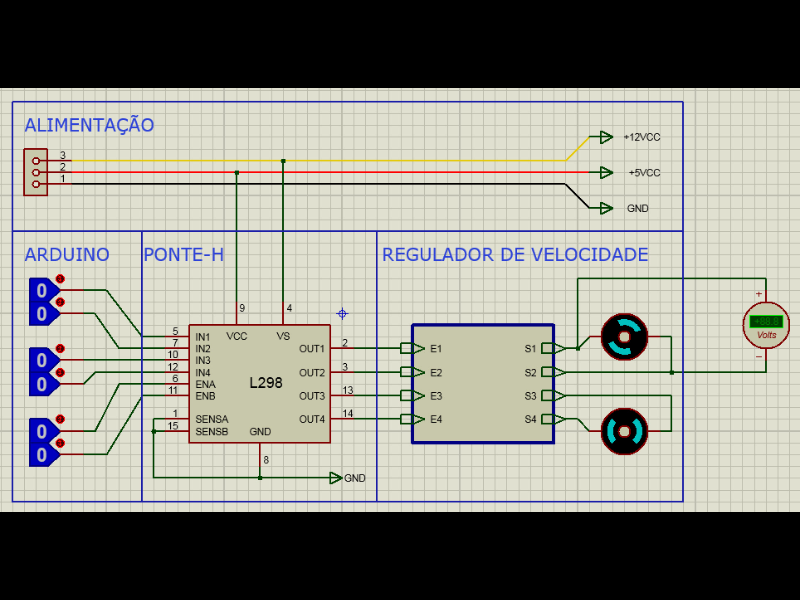 ALIMENTAÇÃO
3
2
1
+12VCC
+5VCC
GND
ARDUINO
PONTE-H
REGULADOR DE VELOCIDADE
0
0
0
0
0
0
5
7
10
12
6
11
1
15
9
4
VCC
VS
IN1
IN2
IN3
IN4
ENA
ENB
SENSA
SENSB
L298
GND
OUT1
OUT2
OUT3
OUT4
2
3
13
14
8
GND
E1
E2
E3
E4
S1
S2
S3
S4
+
Volts
-